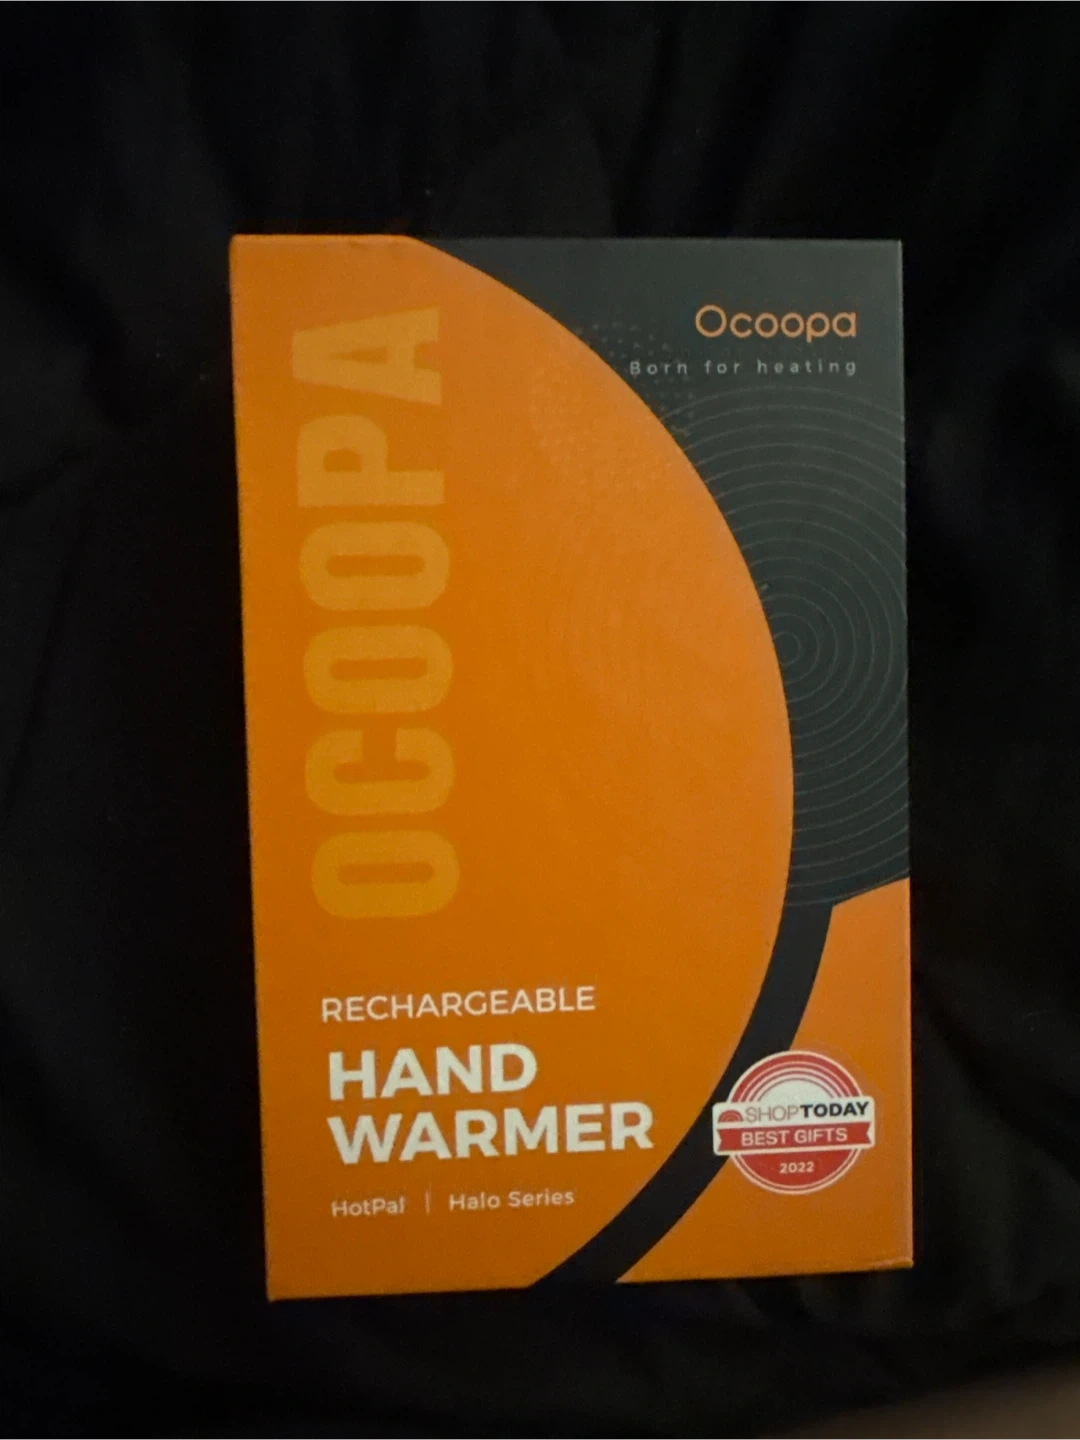 Ocoopa
Born for heating
OCOOPA
RECHARGEABLE
HAND
WARMER
HotPal | Halo Series
SHOPTODAY
BEST GIFTS
2022